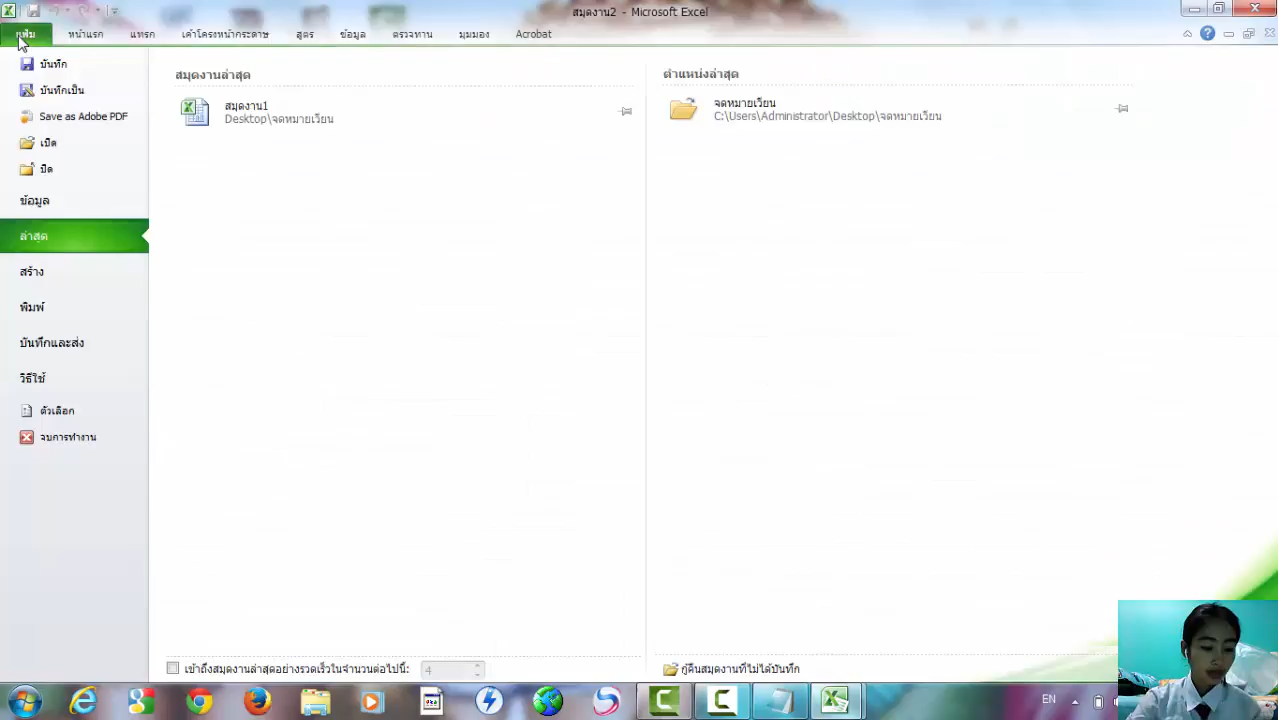 สมุดงาน2 - Microsoft Excel
แฟ้ม หน้าแรก แทรก เค้าโครงหน้ากระดาษ สูตร ข้อมูล ตรวจทาน มุมมอง Acrobat
บันทึก
บันทึกเป็น
Save as Adobe PDF
เปิด
ปิด
ข้อมูล
ล่าสุด
สร้าง
พิมพ์
บันทึกและส่ง
วิธีใช้
ตัวเลือก
จบการทำงาน
สมุดงานล่าสุด
สมุดงาน1
Desktop\จดหมายเวียน
เข้าถึงสมุดงานล่าสุดอย่างรวดเร็วในจำนวนต่อไปนี้: 4
ตำแหน่งล่าสุด
จดหมายเวียน
C:\Users\Administrator\Desktop\จดหมายเวียน
กู้คืนสมุดงานที่ไม่ได้บันทึก
EN